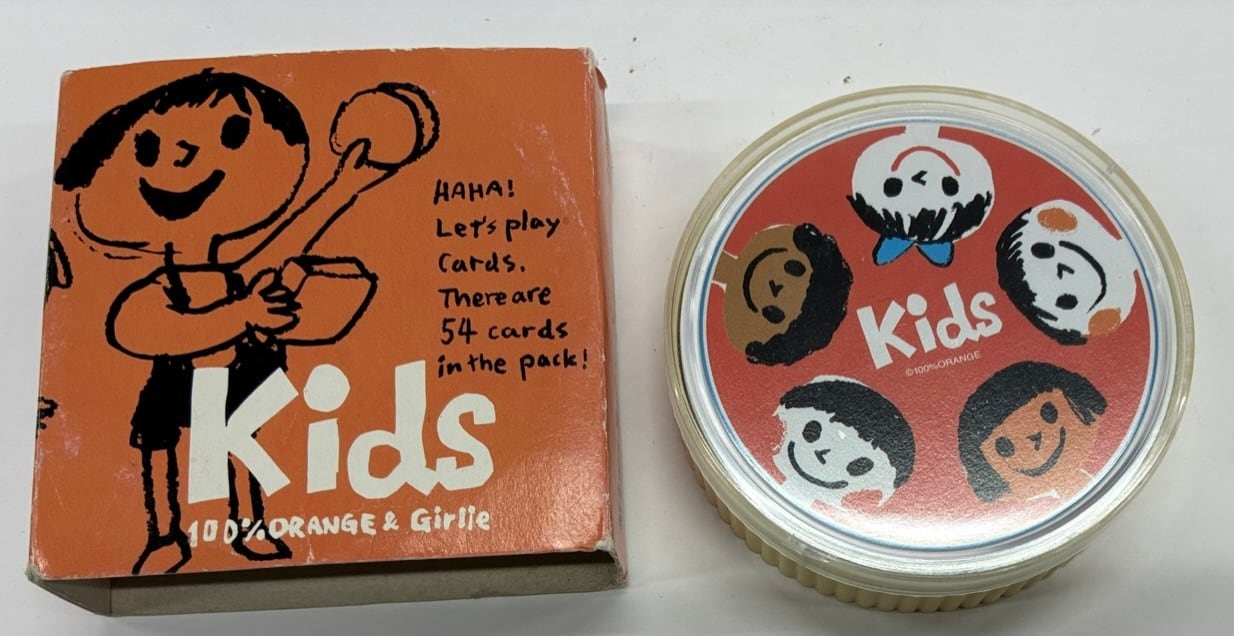 HAHA!
Let's play
Cards.
There are
54 cards
in the pack!
Kids
100% ORANGE & Girlie
Kids
©100%ORANGE